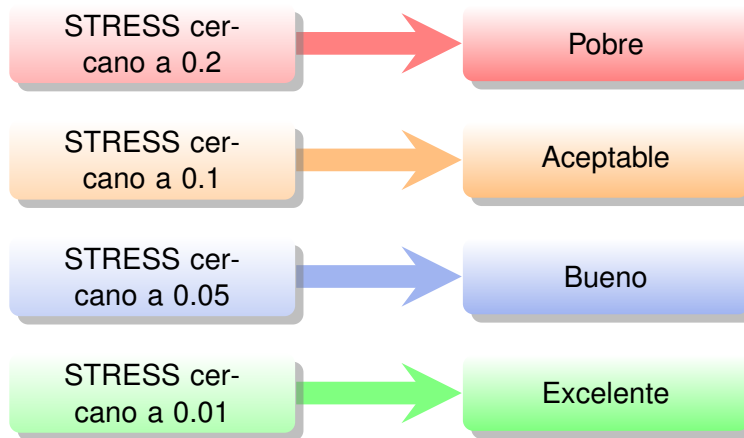 STRESS cer-
cano a 0.2
Pobre
STRESS cer-
cano a 0.1
Aceptable
STRESS cer-
cano a 0.05
Bueno
STRESS cer-
cano a 0.01
Excelente